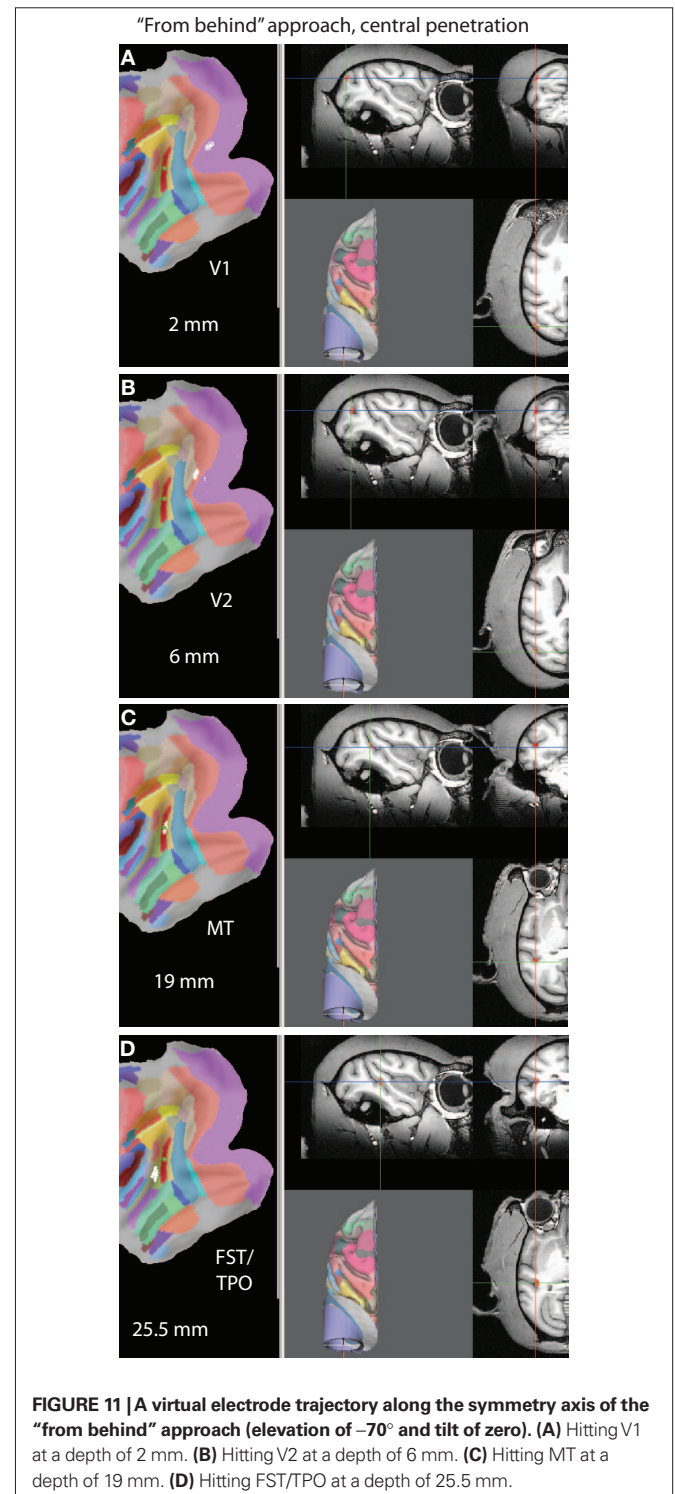 “From behind” approach, central penetration
A
V1
2 mm
B
V2
6 mm
C
MT
19 mm
D
FST/
TPO
25.5 mm
FIGURE 11 | A virtual electrode trajectory along the symmetry axis of the
“from behind” approach (elevation of –70° and tilt of zero). (A) Hitting V1
at a depth of 2 mm. (B) Hitting V2 at a depth of 6 mm. (C) Hitting MT at a
depth of 19 mm. (D) Hitting FST/TPO at a depth of 25.5 mm.